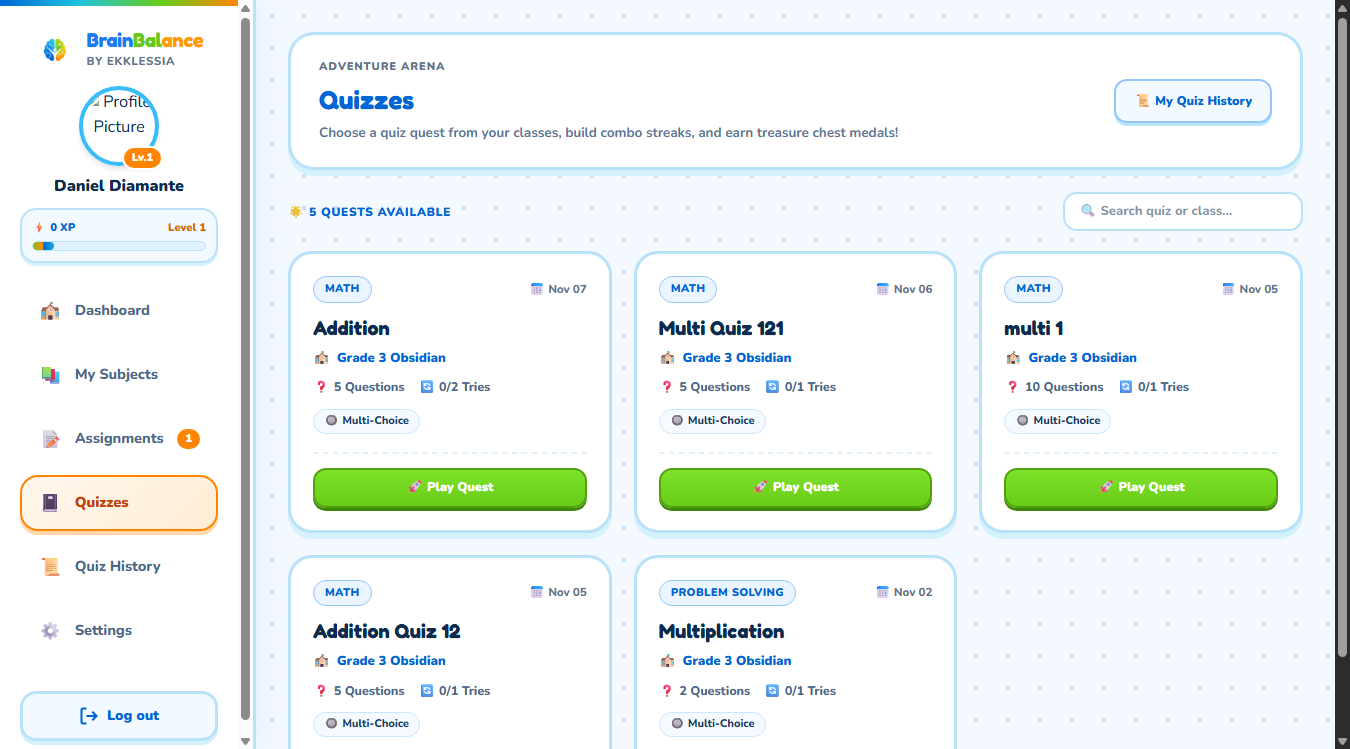 BrainBalance
BY EKKLESSIA
Profile
Picture
Lv.1
Daniel Diamante
0 XP
Level 1
Dashboard
My Subjects
Assignments 1
Quizzes
Quiz History
Settings
Log out
ADVENTURE ARENA
Quizzes
Choose a quiz quest from your classes, build combo streaks, and earn treasure chest medals!
My Quiz History
5 QUESTS AVAILABLE
Search quiz or class...
MATH
Nov 07
Addition
Grade 3 Obsidian
5 Questions
0/2 Tries
Multi-Choice
Play Quest
MATH
Nov 06
Multi Quiz 121
Grade 3 Obsidian
5 Questions
0/1 Tries
Multi-Choice
Play Quest
MATH
Nov 05
multi 1
Grade 3 Obsidian
10 Questions
0/1 Tries
Multi-Choice
Play Quest
MATH
Nov 05
Addition Quiz 12
Grade 3 Obsidian
5 Questions
0/1 Tries
Multi-Choice
PROBLEM SOLVING
Nov 02
Multiplication
Grade 3 Obsidian
2 Questions
0/1 Tries
Multi-Choice